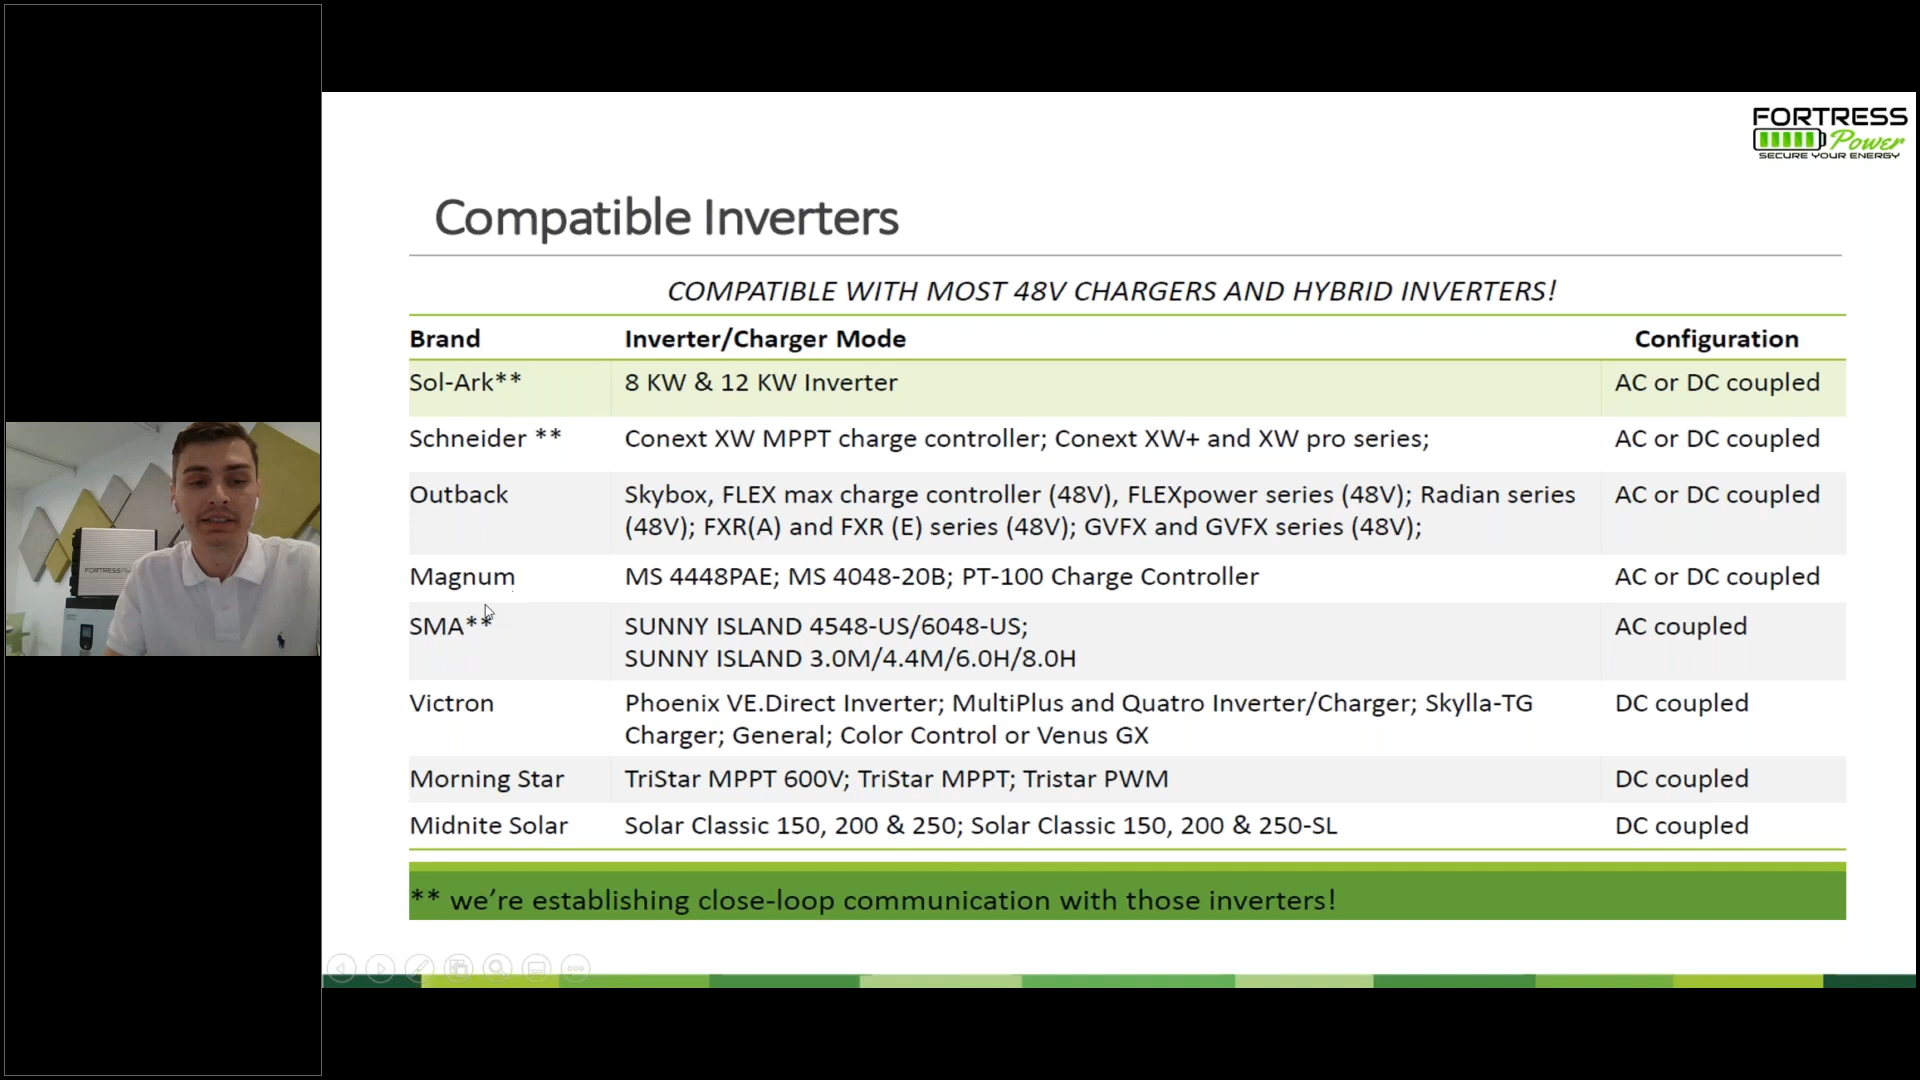 FORTRESS
Power
SECURE YOUR ENERGY
Compatible Inverters
COMPATIBLE WITH MOST 48V CHARGERS AND HYBRID INVERTERS!
Brand Inverter/Charger Mode Configuration
Sol-Ark** 8 KW & 12 KW Inverter AC or DC coupled
Schneider ** Conext XW MPPT charge controller; Conext XW+ and XW pro series; AC or DC coupled
Outback Skybox, FLEX max charge controller (48V), FLEXpower series (48V); Radian series AC or DC coupled
(48V); FXR(A) and FXR (E) series (48V); GVFX and GVFX series (48V);
Magnum MS 4448PAE; MS 4048-20B; PT-100 Charge Controller AC or DC coupled
SMA** SUNNY ISLAND 4548-US/6048-US; AC coupled
SUNNY ISLAND 3.0M/4.4M/6.0H/8.0H
Victron Phoenix VE.Direct Inverter; MultiPlus and Quatro Inverter/Charger; Skylla-TG DC coupled
Charger; General; Color Control or Venus GX
Morning Star TriStar MPPT 600V; TriStar MPPT; Tristar PWM DC coupled
Midnite Solar Solar Classic 150, 200 & 250; Solar Classic 150, 200 & 250-SL DC coupled
** we’re establishing close-loop communication with those inverters!
FORTRESS